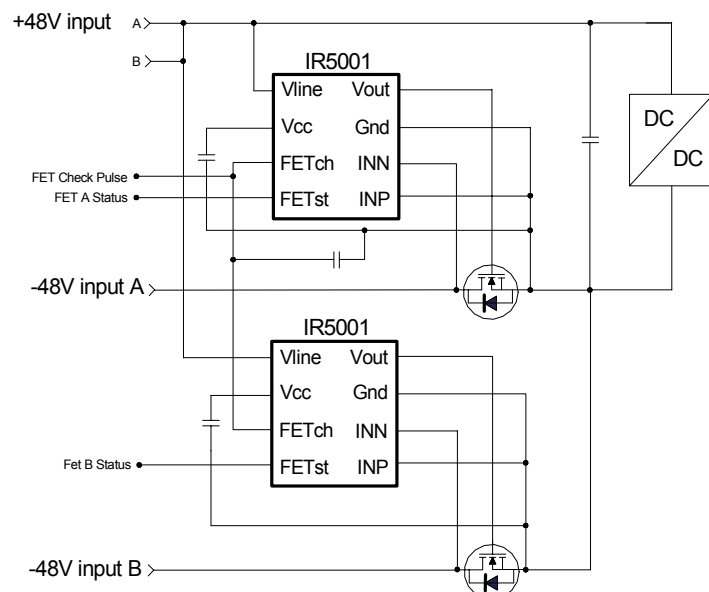 +48V input A
B
IR5001
Vline Vout
Vcc Gnd
FETch INN
FETst INP
DC
DC
FET Check Pulse
FET A Status
-48V input A
IR5001
Vline Vout
Vcc Gnd
FETch INN
FETst INP
Fet B Status
-48V input B